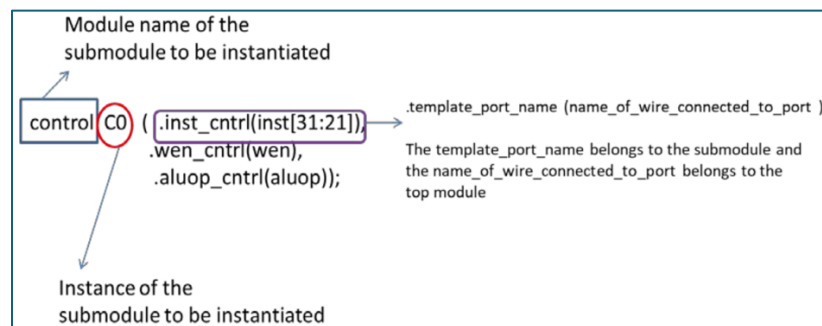 Module name of the
submodule to be instantiated
control C0 ( .inst_cntrl(inst[31:21]),
.wen_cntrl(wen),
.aluop_cntrl(aluop));
.template_port_name (name_of_wire_connected_to_port )
The template_port_name belongs to the submodule and
the name_of_wire_connected_to_port belongs to the
top module
Instance of the
submodule to be instantiated